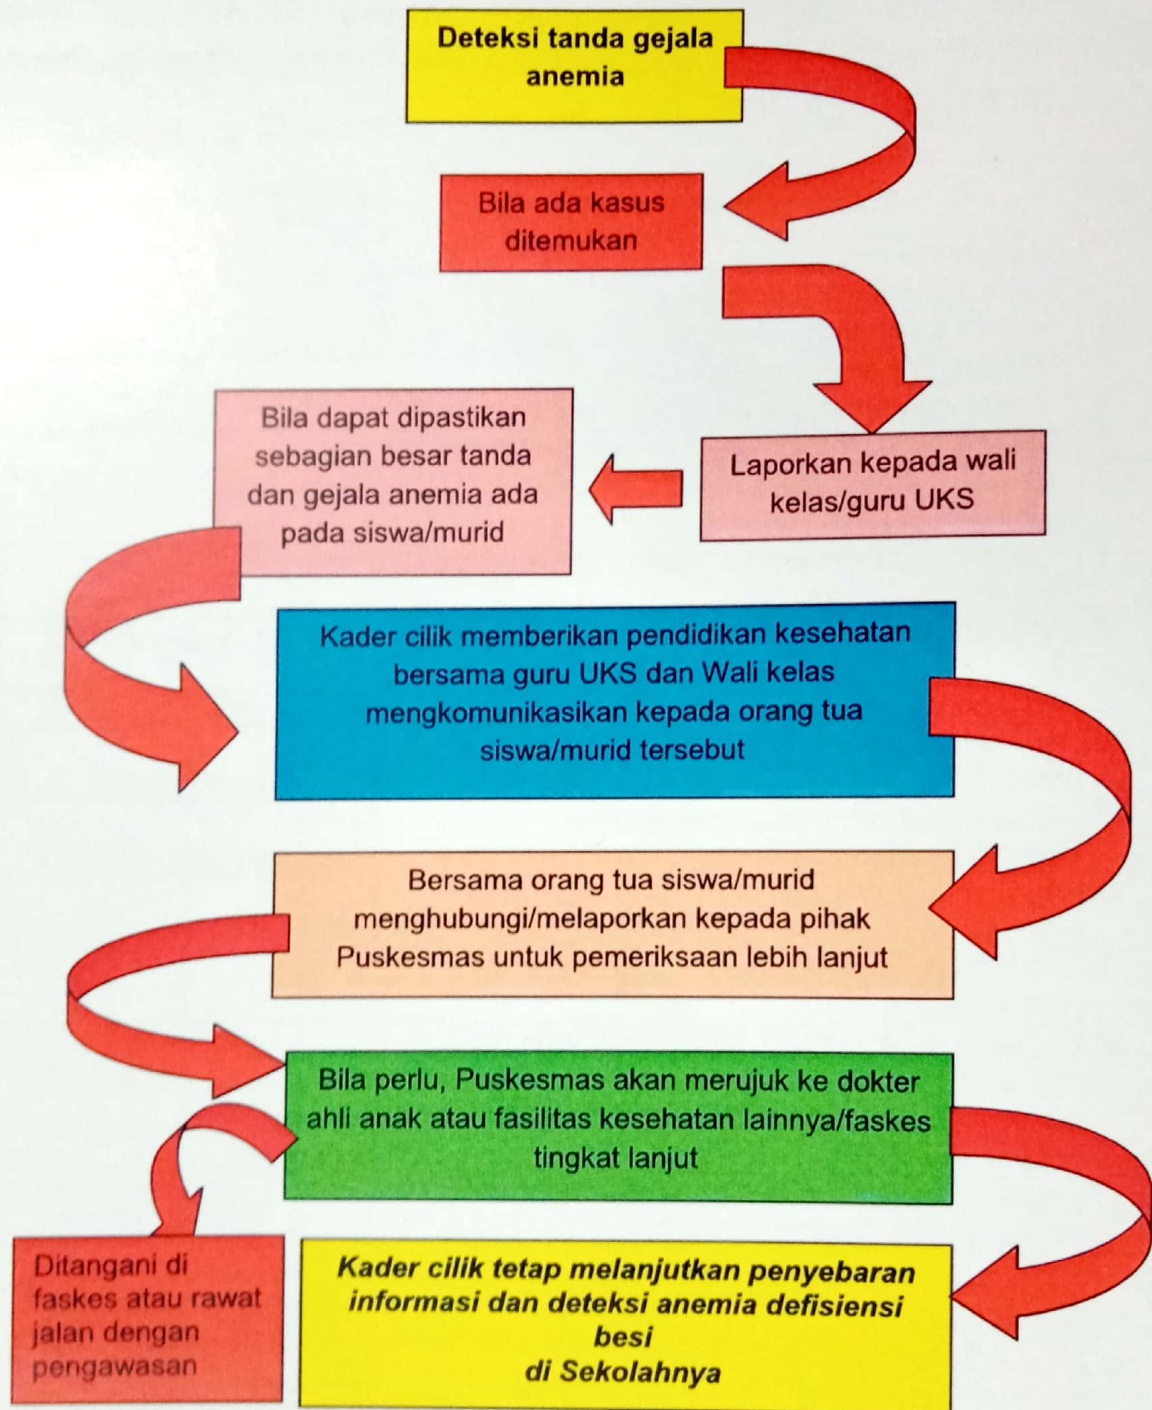 Deteksi tanda gejala
anemia
Bila ada kasus
ditemukan
Laporkan kepada wali
kelas/guru UKS
Bila dapat dipastikan
sebagian besar tanda
dan gejala anemia ada
pada siswa/murid
Kader cilik memberikan pendidikan kesehatan
bersama guru UKS dan Wali kelas
mengkomunikasikan kepada orang tua
siswa/murid tersebut
Bersama orang tua siswa/murid
menghubungi/melaporkan kepada pihak
Puskesmas untuk pemeriksaan lebih lanjut
Bila perlu, Puskesmas akan merujuk ke dokter
ahli anak atau fasilitas kesehatan lainnya/faskes
tingkat lanjut
Ditangani di
faskes atau rawat
jalan dengan
pengawasan
Kader cilik tetap melanjutkan penyebaran
informasi dan deteksi anemia defisiensi
besi
di Sekolahnya